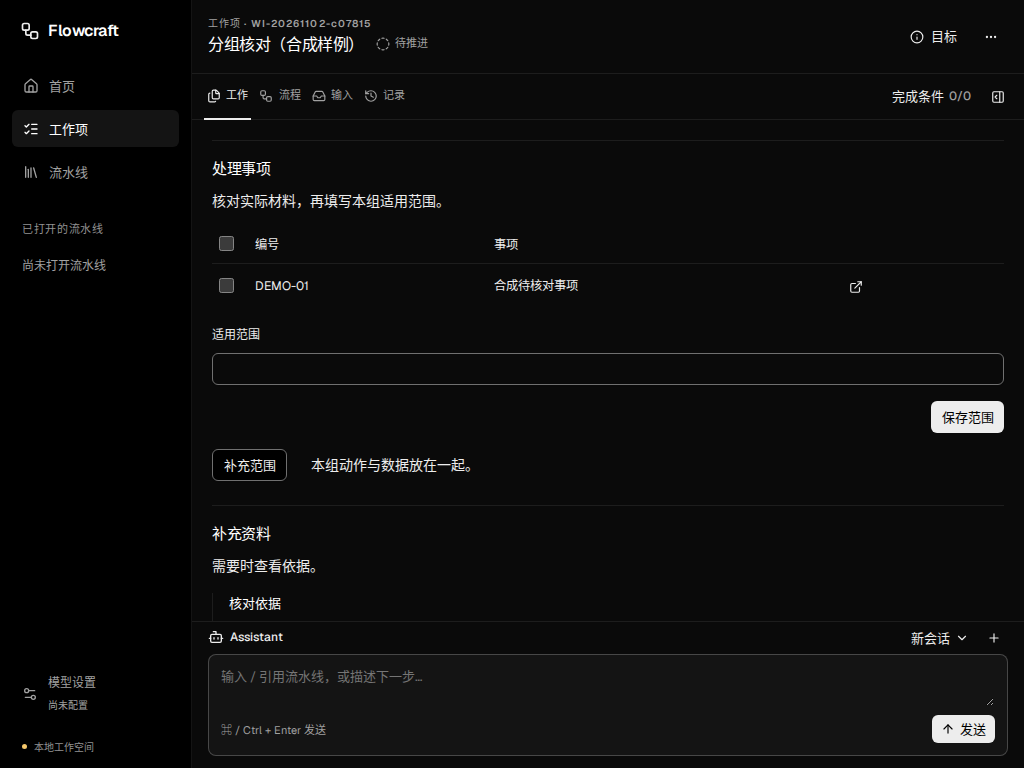 Flowcraft
首页
工作项
流水线
已打开的流水线
尚未打开流水线
模型设置
尚未配置
本地工作空间
工作项 · WI-20261102-c07815
分组核对（合成样例）
待推进
目标
工作
流程
输入
记录
完成条件 0/0
处理事项
核对实际材料，再填写本组适用范围。
编号 事项
DEMO-01 合成待核对事项
适用范围
保存范围
补充范围 本组动作与数据放在一起。
补充资料
需要时查看依据。
核对依据
Assistant
新会话
输入 / 引用流水线，或描述下一步…
⌘ / Ctrl + Enter 发送
发送